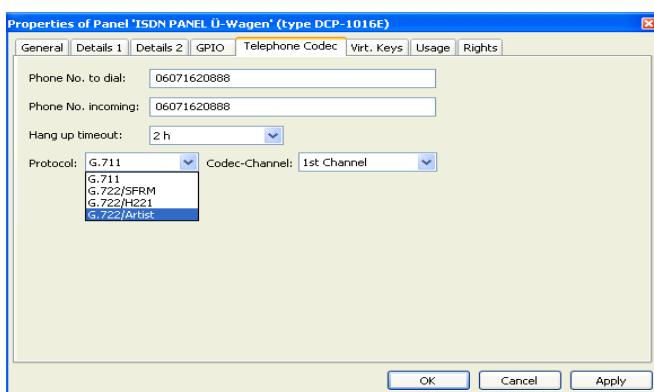 Properties of Panel 'ISDN PANEL Ü-Wagen' (type DCP-1016E)
General Details 1 Details 2 GPIO Telephone Codec Virt. Keys Usage Rights
Phone No. to dial: 06071620888
Phone No. incoming: 06071620888
Hang up timeout: 2 h
Protocol: G.711 Codec-Channel: 1st Channel
G.711
G.722/SFRM
G.722/H221
G.722/Artist
OK Cancel Apply